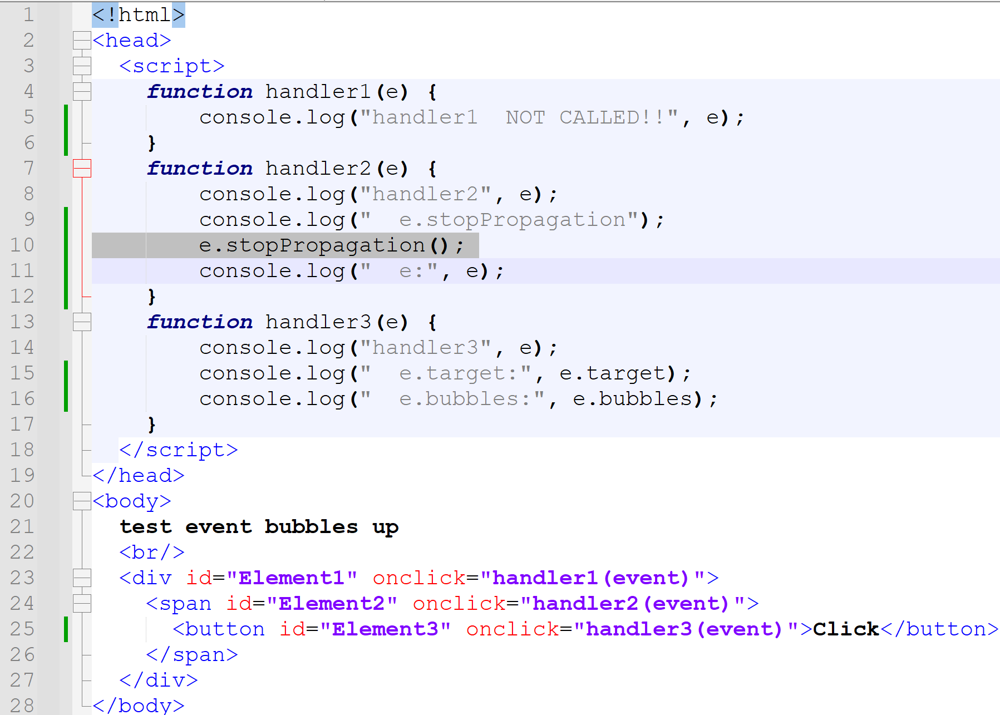 1 <!html>
2 <head>
3 <script>
4 function handler1(e) {
5 console.log("handler1  NOT CALLED!!", e);
6 }
7 function handler2(e) {
8 console.log("handler2", e);
9 console.log("  e.stopPropagation");
10 e.stopPropagation();
11 console.log("  e:", e);
12 }
13 function handler3(e) {
14 console.log("handler3", e);
15 console.log("  e.target:", e.target);
16 console.log("  e.bubbles:", e.bubbles);
17 }
18 </script>
19 </head>
20 <body>
21 test event bubbles up
22 <br/>
23 <div id="Element1" onclick="handler1(event)">
24 <span id="Element2" onclick="handler2(event)">
25 <button id="Element3" onclick="handler3(event)">Click</button>
26 </span>
27 </div>
28 </body>